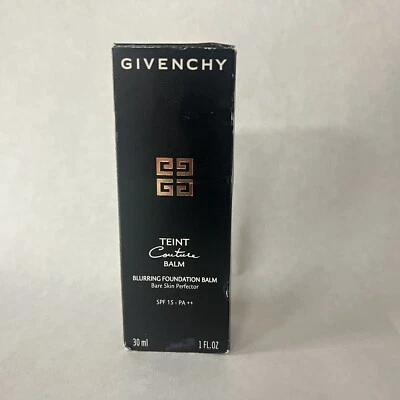 GIVENCHY
TEINT
Couture
BALM
BLURRING FOUNDATION BALM
Bare Skin Perfector
SPF 15 - PA ++
30 ml 1 FL.OZ